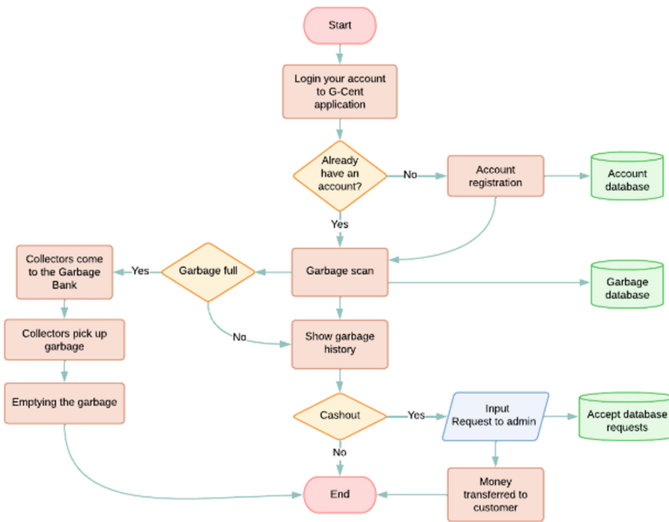 Start
Login your account
to G-Cent
application
Already
have an
account?
No
Account
registration
Account
database
Yes
Collectors come
to the Garbage
Bank
Yes
Garbage full
Garbage scan
Garbage
database
No
Collectors pick up
garbage
Show garbage
history
Emptying the garbage
Cashout
Yes
Input
Request to admin
Accept database
requests
No
End
Money
transferred to
customer